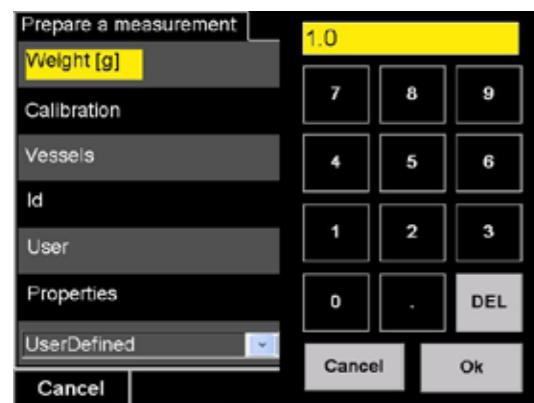 Prepare a measurement
Weight [g]
Calibration
Vessels
Id
User
Properties
UserDefined
Cancel
1.0
7 8 9
4 5 6
1 2 3
0 . DEL
Cancel Ok